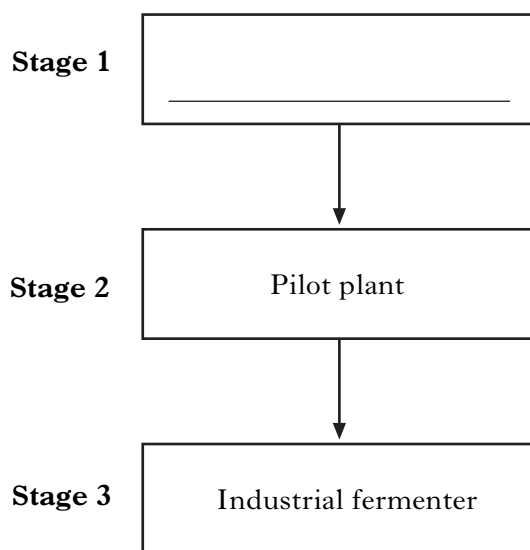 Stage 1
Stage 2
Pilot plant
Stage 3
Industrial fermenter